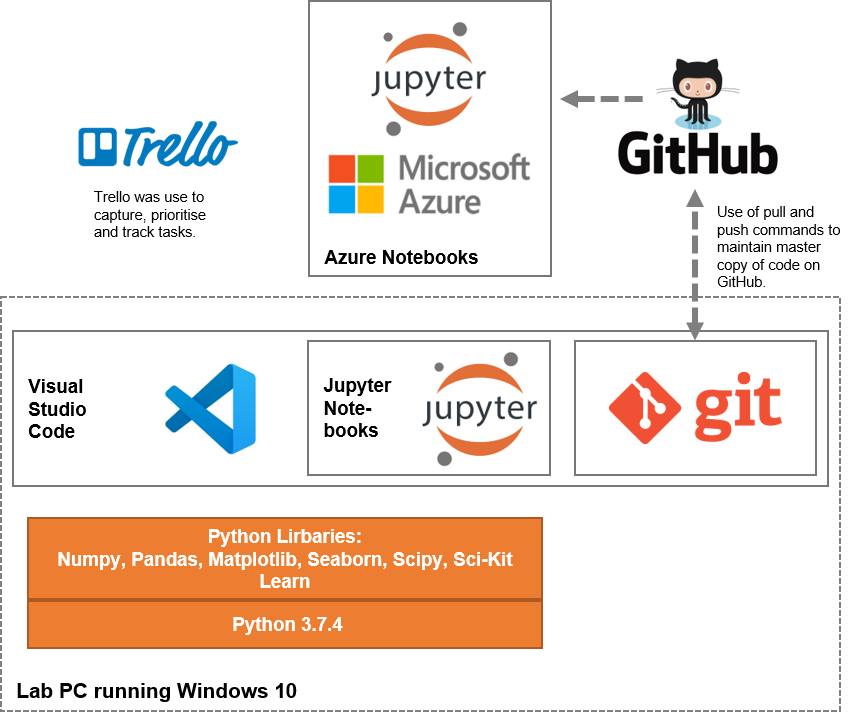 jupyter
Microsoft
Azure
Azure Notebooks
Trello
Trello was use to
capture, prioritise
and track tasks.
GitHub
Use of pull and
push commands to
maintain master
copy of code on
GitHub.
Visual
Studio
Code
Jupyter
Note-
books
jupyter
git
Python Lirbaries:
Numpy, Pandas, Matplotlib, Seaborn, Scipy, Sci-Kit
Learn
Python 3.7.4
Lab PC running Windows 10